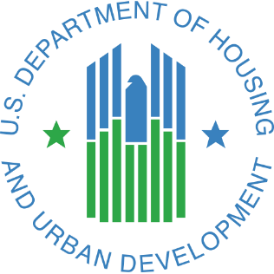 U.S. DEPARTMENT OF HOUSING
AND URBAN DEVELOPMENT